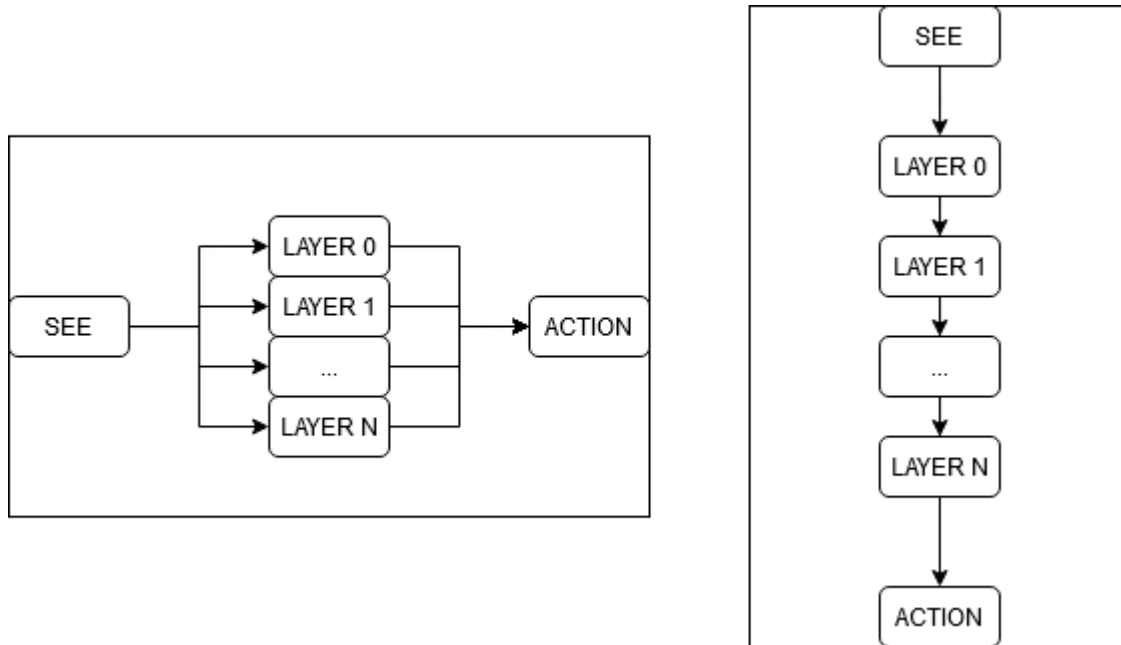 SEE
LAYER 0
LAYER 1
...
LAYER N
ACTION
SEE
LAYER 0
LAYER 1
...
LAYER N
ACTION